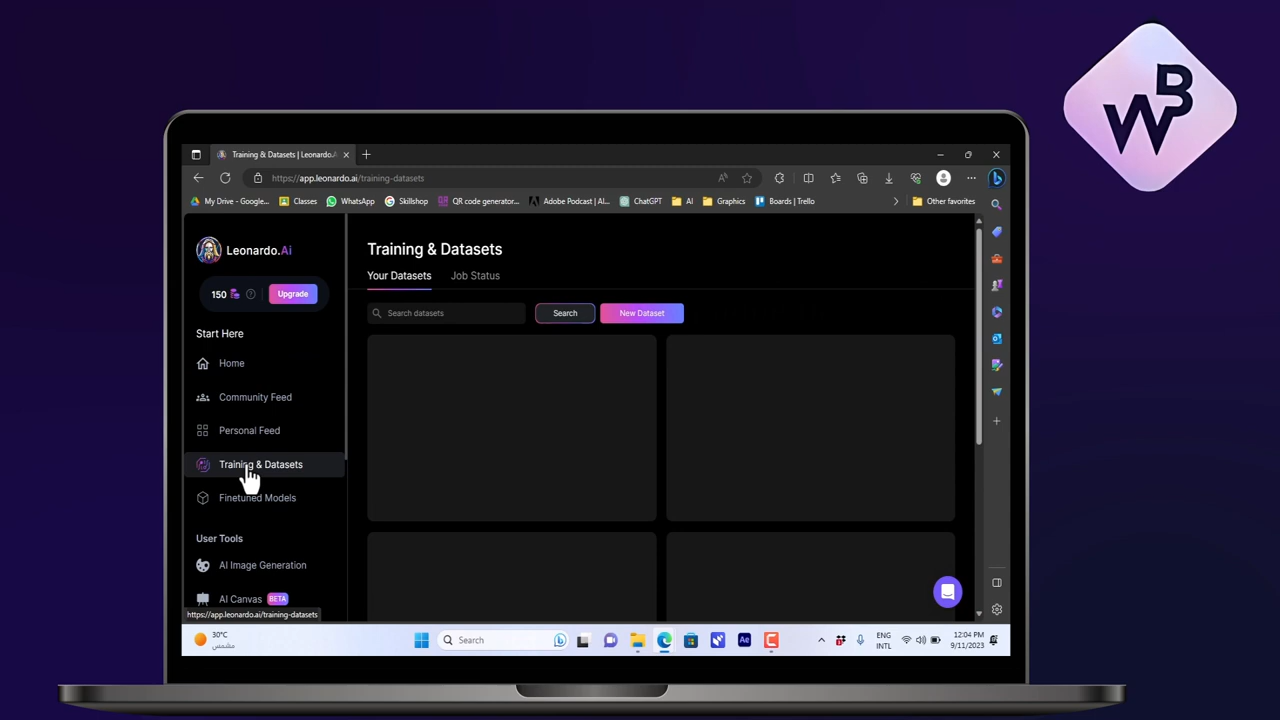 WB
Training & Datasets | Leonardo.A
https://app.leonardo.ai/training-datasets
My Drive - Google...
Classes
WhatsApp
Skillshop
QR code generator...
Adobe Podcast | AI...
ChatGPT
AI
Graphics
Boards | Trello
Other favorites
Leonardo.Ai
150
Upgrade
Start Here
Home
Community Feed
Personal Feed
Training & Datasets
Finetuned Models
User Tools
AI Image Generation
AI Canvas BETA
https://app.leonardo.ai/training-datasets
Training & Datasets
Your Datasets Job Status
Search datasets Search New Dataset
30°C
مشمس
Search
Ae
ENG
INTL
12:04 PM
9/11/2023